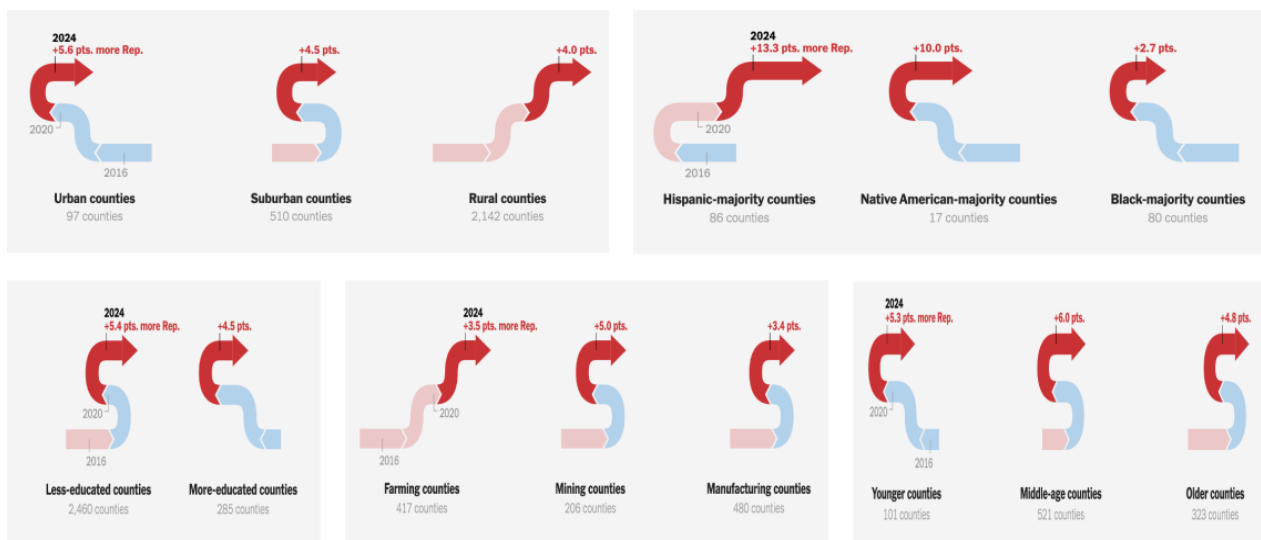 2024
+5.6 pts. more Rep.
+4.5 pts.
+4.0 pts.
2020
2016
Urban counties
97 counties
Suburban counties
510 counties
Rural counties
2,142 counties
2024
+13.3 pts. more Rep.
+10.0 pts.
+2.7 pts.
2020
2016
Hispanic-majority counties
86 counties
Native American-majority counties
17 counties
Black-majority counties
80 counties
2024
+5.4 pts. more Rep.
+4.5 pts.
2020
2016
Less-educated counties
2,460 counties
More-educated counties
285 counties
2024
+3.5 pts. more Rep.
+5.0 pts.
+3.4 pts.
2020
2016
Farming counties
417 counties
Mining counties
206 counties
Manufacturing counties
480 counties
2024
+5.3 pts. more Rep.
+6.0 pts.
+4.8 pts.
2020
2016
Younger counties
101 counties
Middle-age counties
521 counties
Older counties
323 counties